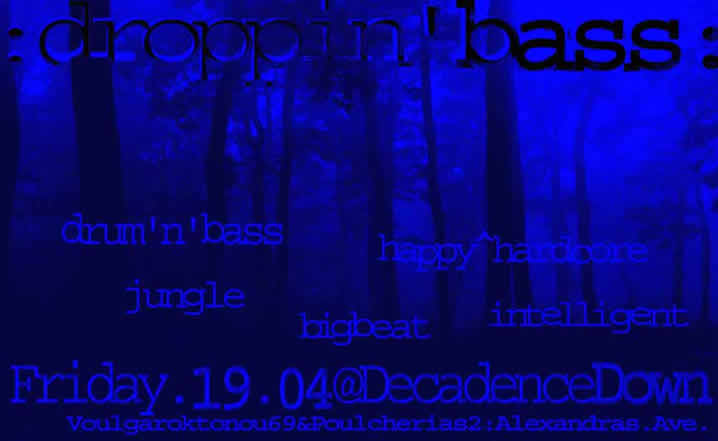 :droppin'bass:
drum'n'bass
happy^hardcore
jungle
intelligent
bigbeat
Friday.19.04@DecadenceDown
Voulgaroktonou69&Poulcherias2:Alexandras.Ave.